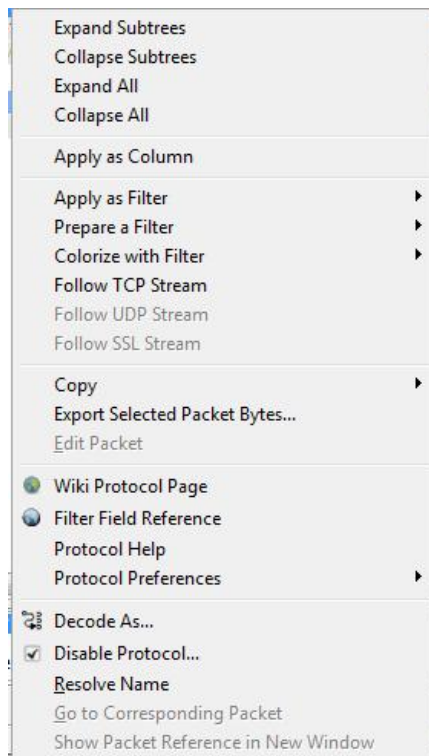 Expand Subtrees
Collapse Subtrees
Expand All
Collapse All
Apply as Column
Apply as Filter
Prepare a Filter
Colorize with Filter
Follow TCP Stream
Follow UDP Stream
Follow SSL Stream
Copy
Export Selected Packet Bytes...
Edit Packet
Wiki Protocol Page
Filter Field Reference
Protocol Help
Protocol Preferences
Decode As...
Disable Protocol...
Resolve Name
Go to Corresponding Packet
Show Packet Reference in New Window